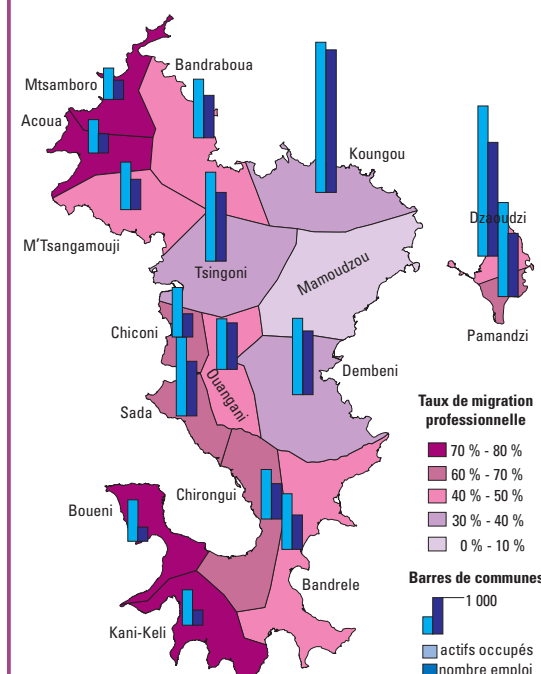 Bandraboua
Mtsamboro
Acoua
Koungou
Dzaoudzi
M'Tsangamouji
Tsingoni
Mamoudzou
Chiconi
Pamandzi
Ouangani
Dembeni
Sada
Taux de migration
professionnelle
70 % - 80 %
60 % - 70 %
40 % - 50 %
30 % - 40 %
0 % - 10 %
Chirongui
Boueni
Bandrele
Barres de communes
1 000
Kani-Keli
actifs occupés
nombre emploi